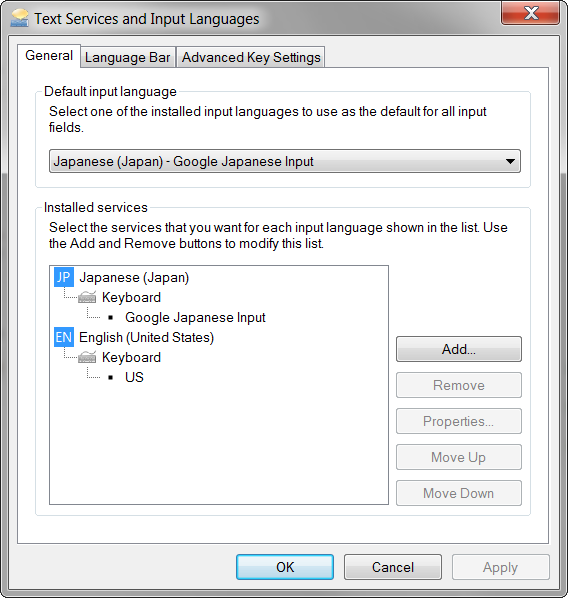 Text Services and Input Languages
General
Language Bar
Advanced Key Settings
Default input language
Select one of the installed input languages to use as the default for all input
fields.
Japanese (Japan) - Google Japanese Input
Installed services
Select the services that you want for each input language shown in the list. Use
the Add and Remove buttons to modify this list.
JP Japanese (Japan)
Keyboard
Google Japanese Input
EN English (United States)
Keyboard
US
Add...
Remove
Properties...
Move Up
Move Down
OK
Cancel
Apply